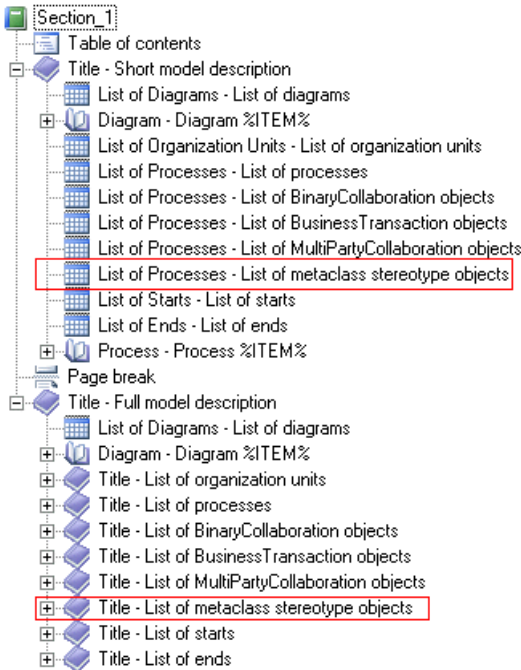 Section_1
Table of contents
Title - Short model description
List of Diagrams - List of diagrams
Diagram - Diagram %ITEM%
List of Organization Units - List of organization units
List of Processes - List of processes
List of Processes - List of BinaryCollaboration objects
List of Processes - List of BusinessTransaction objects
List of Processes - List of MultiPartyCollaboration objects
List of Processes - List of metaclass stereotype objects
List of Starts - List of starts
List of Ends - List of ends
Process - Process %ITEM%
Page break
Title - Full model description
List of Diagrams - List of diagrams
Diagram - Diagram %ITEM%
Title - List of organization units
Title - List of processes
Title - List of BinaryCollaboration objects
Title - List of BusinessTransaction objects
Title - List of MultiPartyCollaboration objects
Title - List of metaclass stereotype objects
Title - List of starts
Title - List of ends